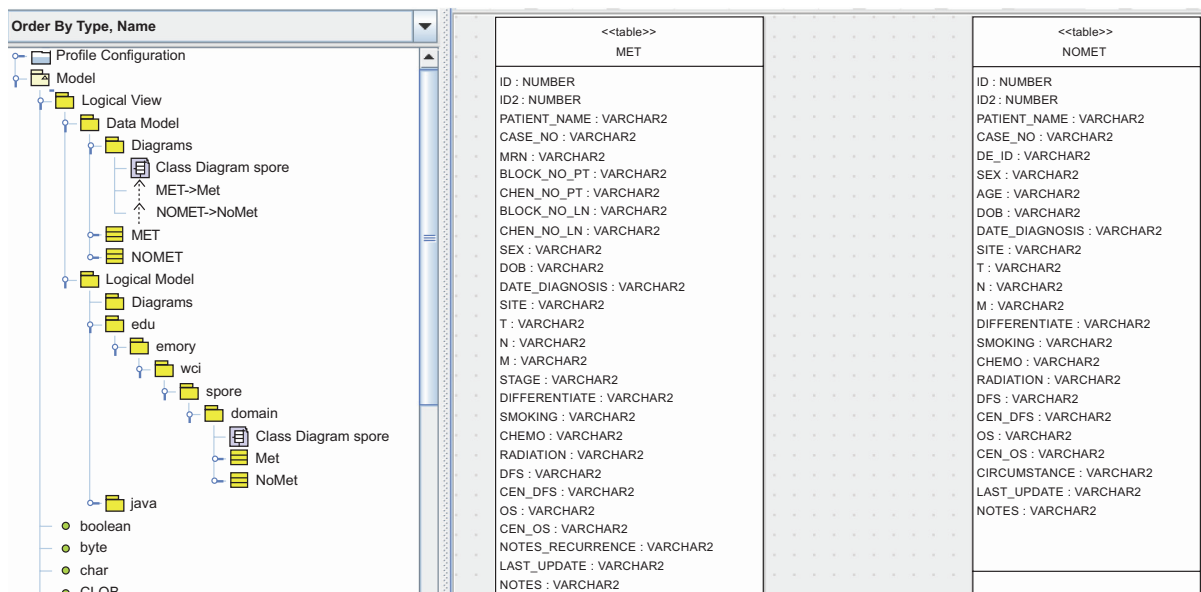 Order By Type, Name
Profile Configuration
Model
Logical View
Data Model
Diagrams
Class Diagram spore
MET->Met
NOMET->NoMet
MET
NOMET
Logical Model
Diagrams
edu
emory
wci
spore
domain
Class Diagram spore
Met
NoMet
java
boolean
byte
char
CLOB
<<table>>
MET
ID : NUMBER
ID2 : NUMBER
PATIENT_NAME : VARCHAR2
CASE_NO : VARCHAR2
MRN : VARCHAR2
BLOCK_NO_PT : VARCHAR2
CHEN_NO_PT : VARCHAR2
BLOCK_NO_LN : VARCHAR2
CHEN_NO_LN : VARCHAR2
SEX : VARCHAR2
DOB : VARCHAR2
DATE_DIAGNOSIS : VARCHAR2
SITE : VARCHAR2
T : VARCHAR2
N : VARCHAR2
M : VARCHAR2
STAGE : VARCHAR2
DIFFERENTIATE : VARCHAR2
SMOKING : VARCHAR2
CHEMO : VARCHAR2
RADIATION : VARCHAR2
DFS : VARCHAR2
CEN_DFS : VARCHAR2
OS : VARCHAR2
CEN_OS : VARCHAR2
NOTES_RECURRENCE : VARCHAR2
LAST_UPDATE : VARCHAR2
NOTES : VARCHAR2
<<table>>
NOMET
ID : NUMBER
ID2 : NUMBER
PATIENT_NAME : VARCHAR2
CASE_NO : VARCHAR2
DE_ID : VARCHAR2
SEX : VARCHAR2
AGE : VARCHAR2
DOB : VARCHAR2
DATE_DIAGNOSIS : VARCHAR2
SITE : VARCHAR2
T : VARCHAR2
N : VARCHAR2
M : VARCHAR2
DIFFERENTIATE : VARCHAR2
SMOKING : VARCHAR2
CHEMO : VARCHAR2
RADIATION : VARCHAR2
DFS : VARCHAR2
CEN_DFS : VARCHAR2
OS : VARCHAR2
CEN_OS : VARCHAR2
CIRCUMSTANCE : VARCHAR2
LAST_UPDATE : VARCHAR2
NOTES : VARCHAR2